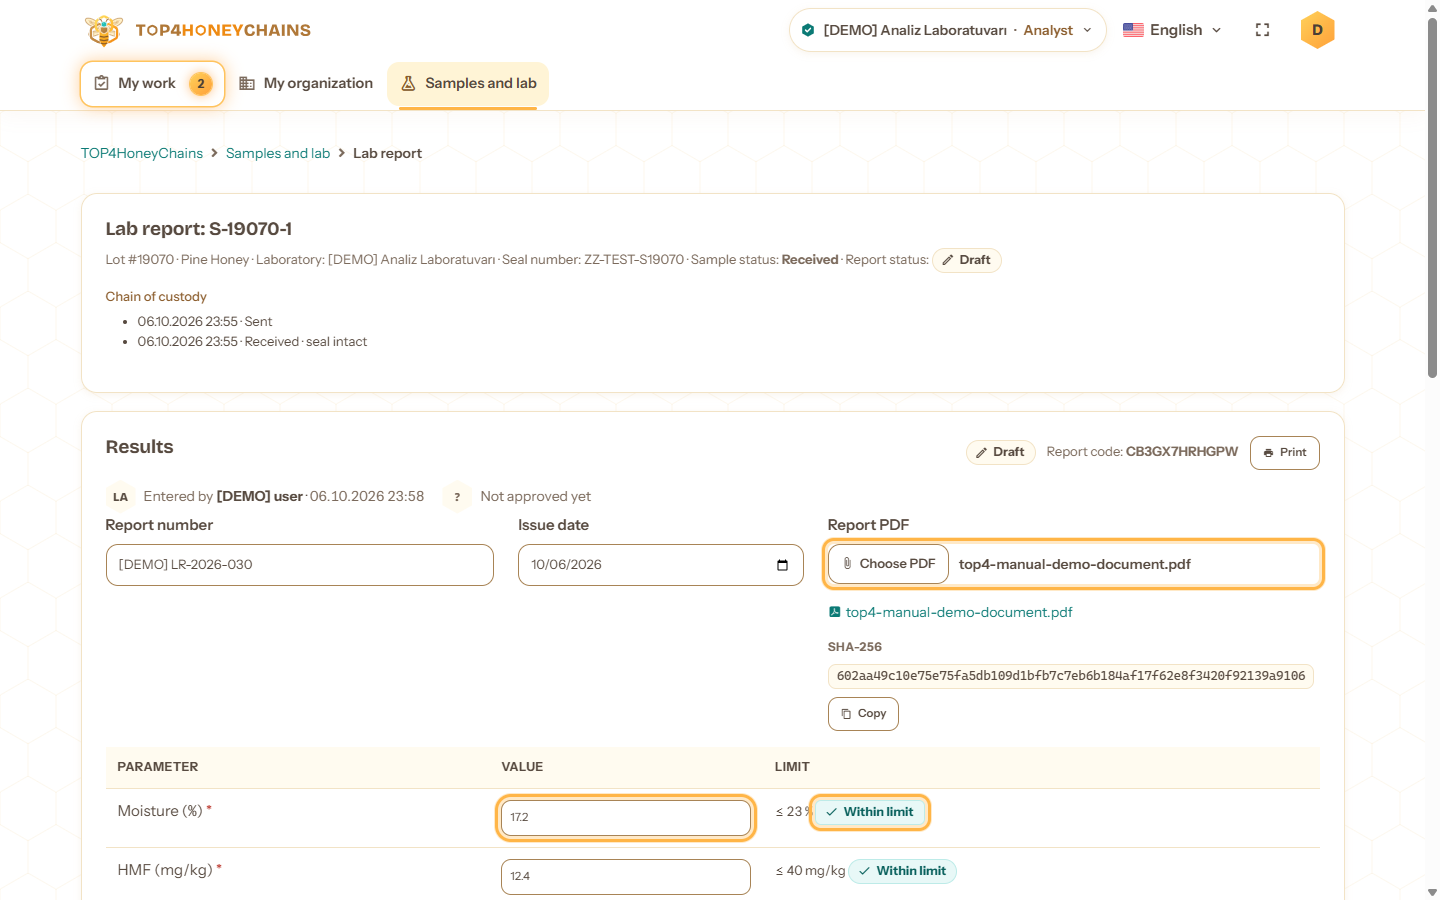 TOP4HONEYCHAINS
[DEMO] Analiz Laboratuvarı · Analyst
English
D
My work 2
My organization
Samples and lab
TOP4HoneyChains > Samples and lab > Lab report
Lab report: S-19070-1
Lot #19070 · Pine Honey · Laboratory: [DEMO] Analiz Laboratuvarı · Seal number: ZZ-TEST-S19070 · Sample status: Received · Report status: Draft
Chain of custody
• 06.10.2026 23:55 · Sent
• 06.10.2026 23:55 · Received · seal intact
Results
Draft
Report code: CB3GX7HRHGPW
Print
LA Entered by [DEMO] user · 06.10.2026 23:58 ? Not approved yet
Report number
Issue date
Report PDF
[DEMO] LR-2026-030
10/06/2026
Choose PDF top4-manual-demo-document.pdf
top4-manual-demo-document.pdf
SHA-256
602aa49c10e75e75fa5db109d1bfb7c7eb6b184af17f62e8f3420f92139a9106
Copy
PARAMETER VALUE LIMIT
Moisture (%) * 17.2 ≤ 23 % Within limit
HMF (mg/kg) * 12.4 ≤ 40 mg/kg Within limit